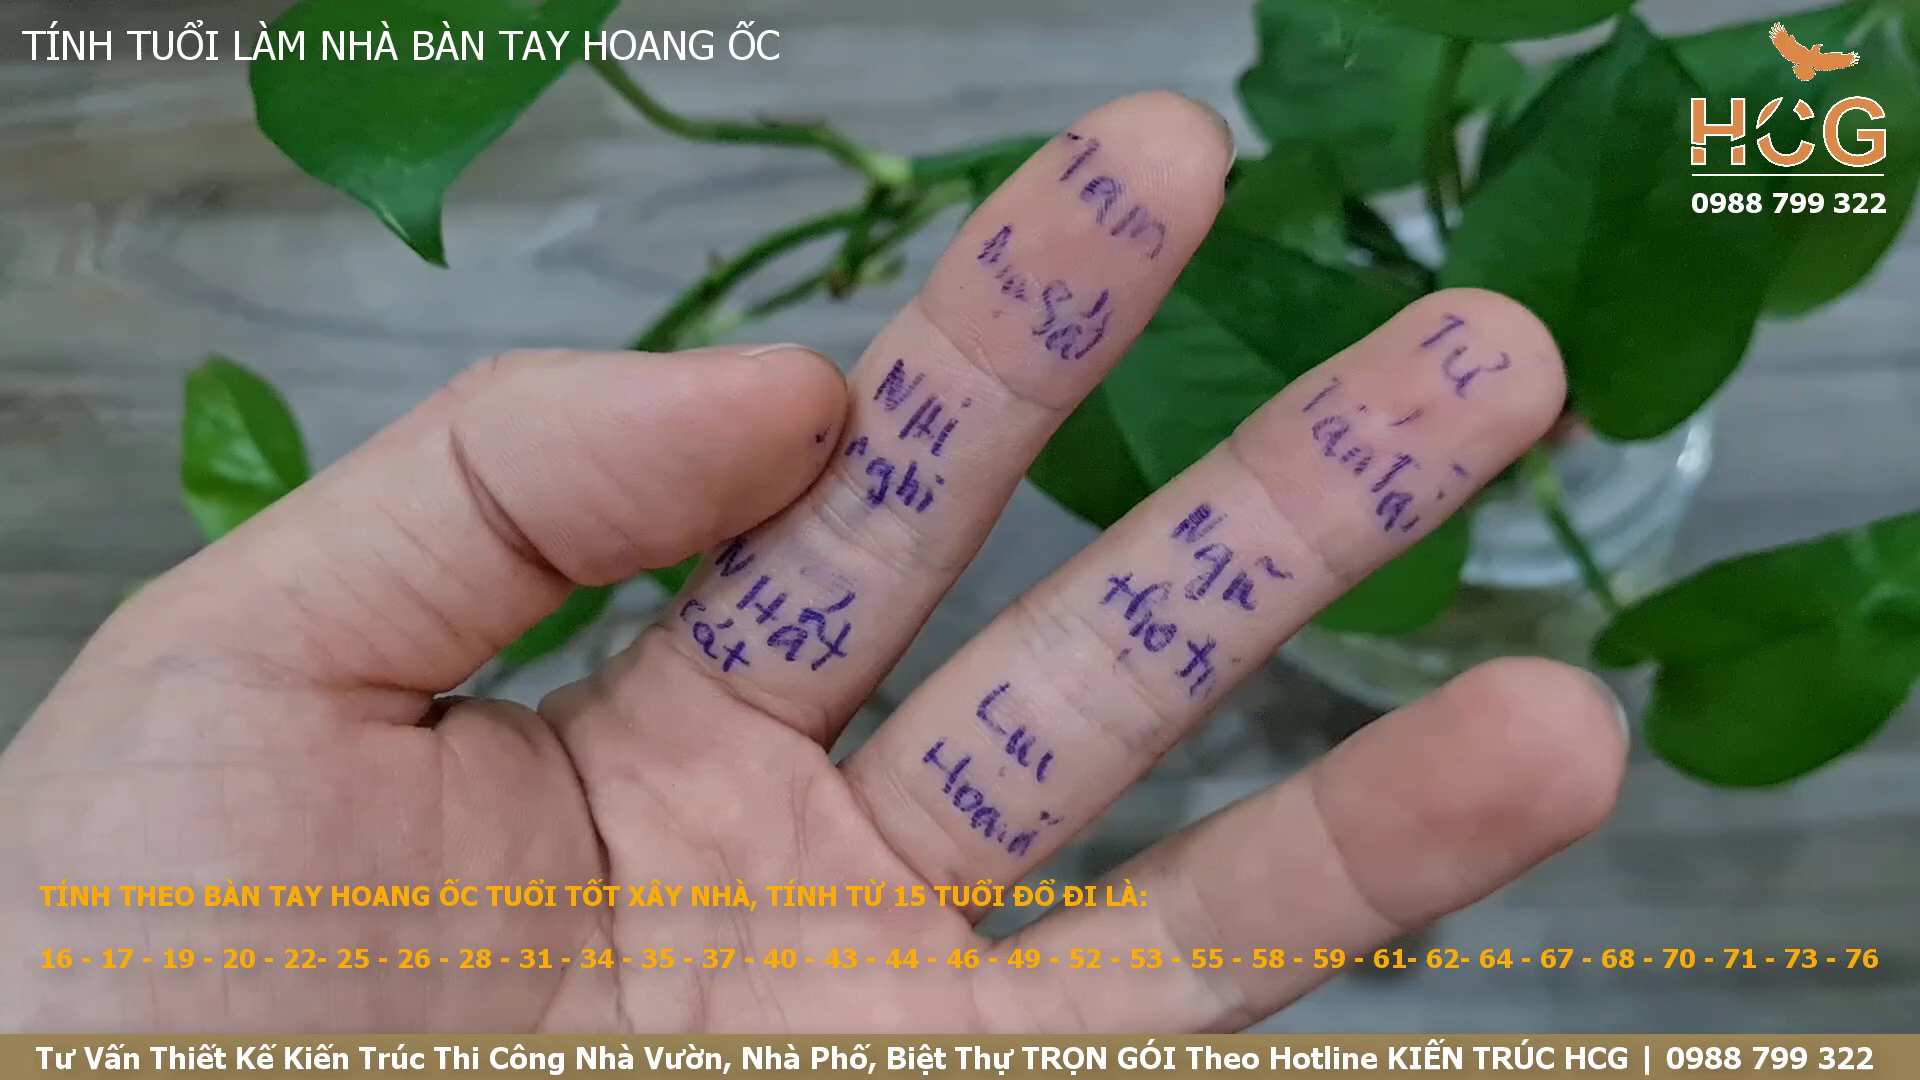 TÍNH TUỔI LÀM NHÀ BÀN TAY HOANG ỐC
HCG
0988 799 322
Tam
Địa Sát
Nhì
nghi
NHất
cát
Tứ
Tấn Tài
Ngũ
thọ tử
Lục
Hoang
TÍNH THEO BÀN TAY HOANG ỐC TUỔI TỐT XÂY NHÀ, TÍNH TỪ 15 TUỔI ĐỔ ĐI LÀ:
16 - 17 - 19 - 20 - 22- 25 - 26 - 28 - 31 - 34 - 35 - 37 - 40 - 43 - 44 - 46 - 49 - 52 - 53 - 55 - 58 - 59 - 61- 62- 64 - 67 - 68 - 70 - 71 - 73 - 76
Tư Vấn Thiết Kế Kiến Trúc Thi Công Nhà Vườn, Nhà Phố, Biệt Thự TRỌN GÓI Theo Hotline KIẾN TRÚC HCG | 0988 799 322